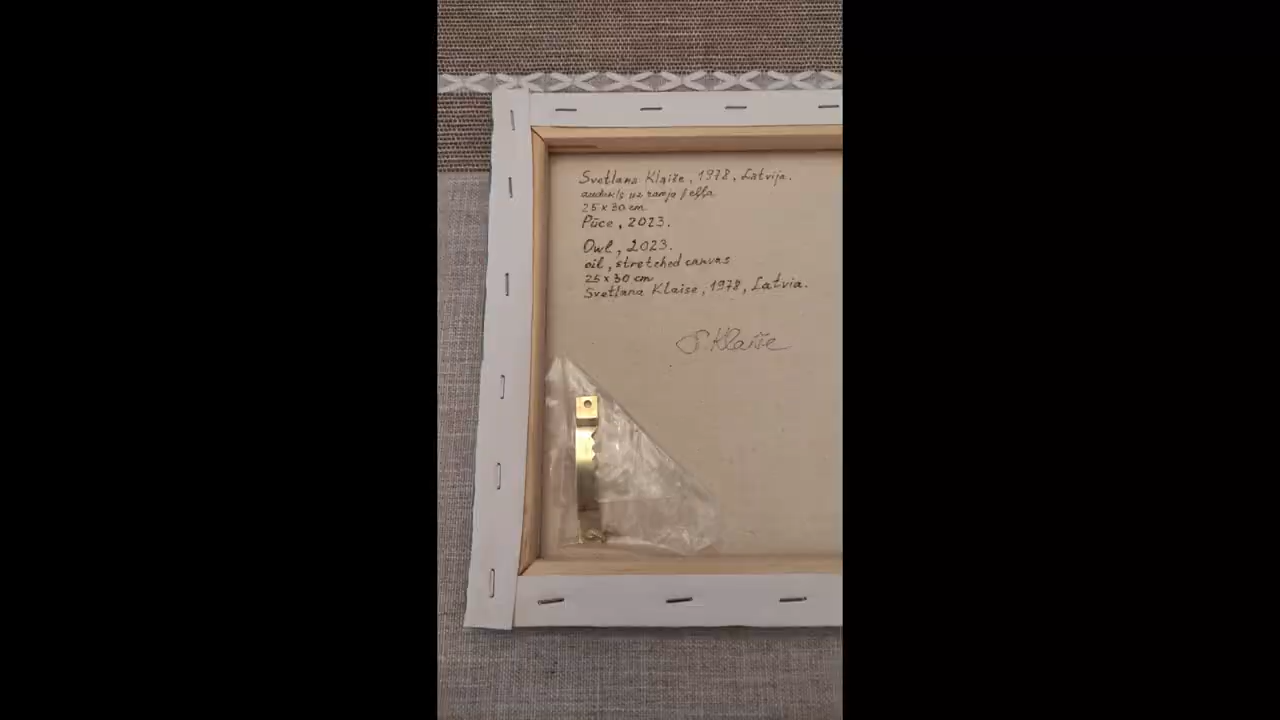 Svetlana Klaiše, 1978, Latvija.
audekls uz rāmja, eļļa
25 x 30 cm
Pūce, 2023.
Owl, 2023.
oil, stretched canvas
25 x 30 cm
Svetlana Klaise, 1978, Latvia.
S. Klaiše